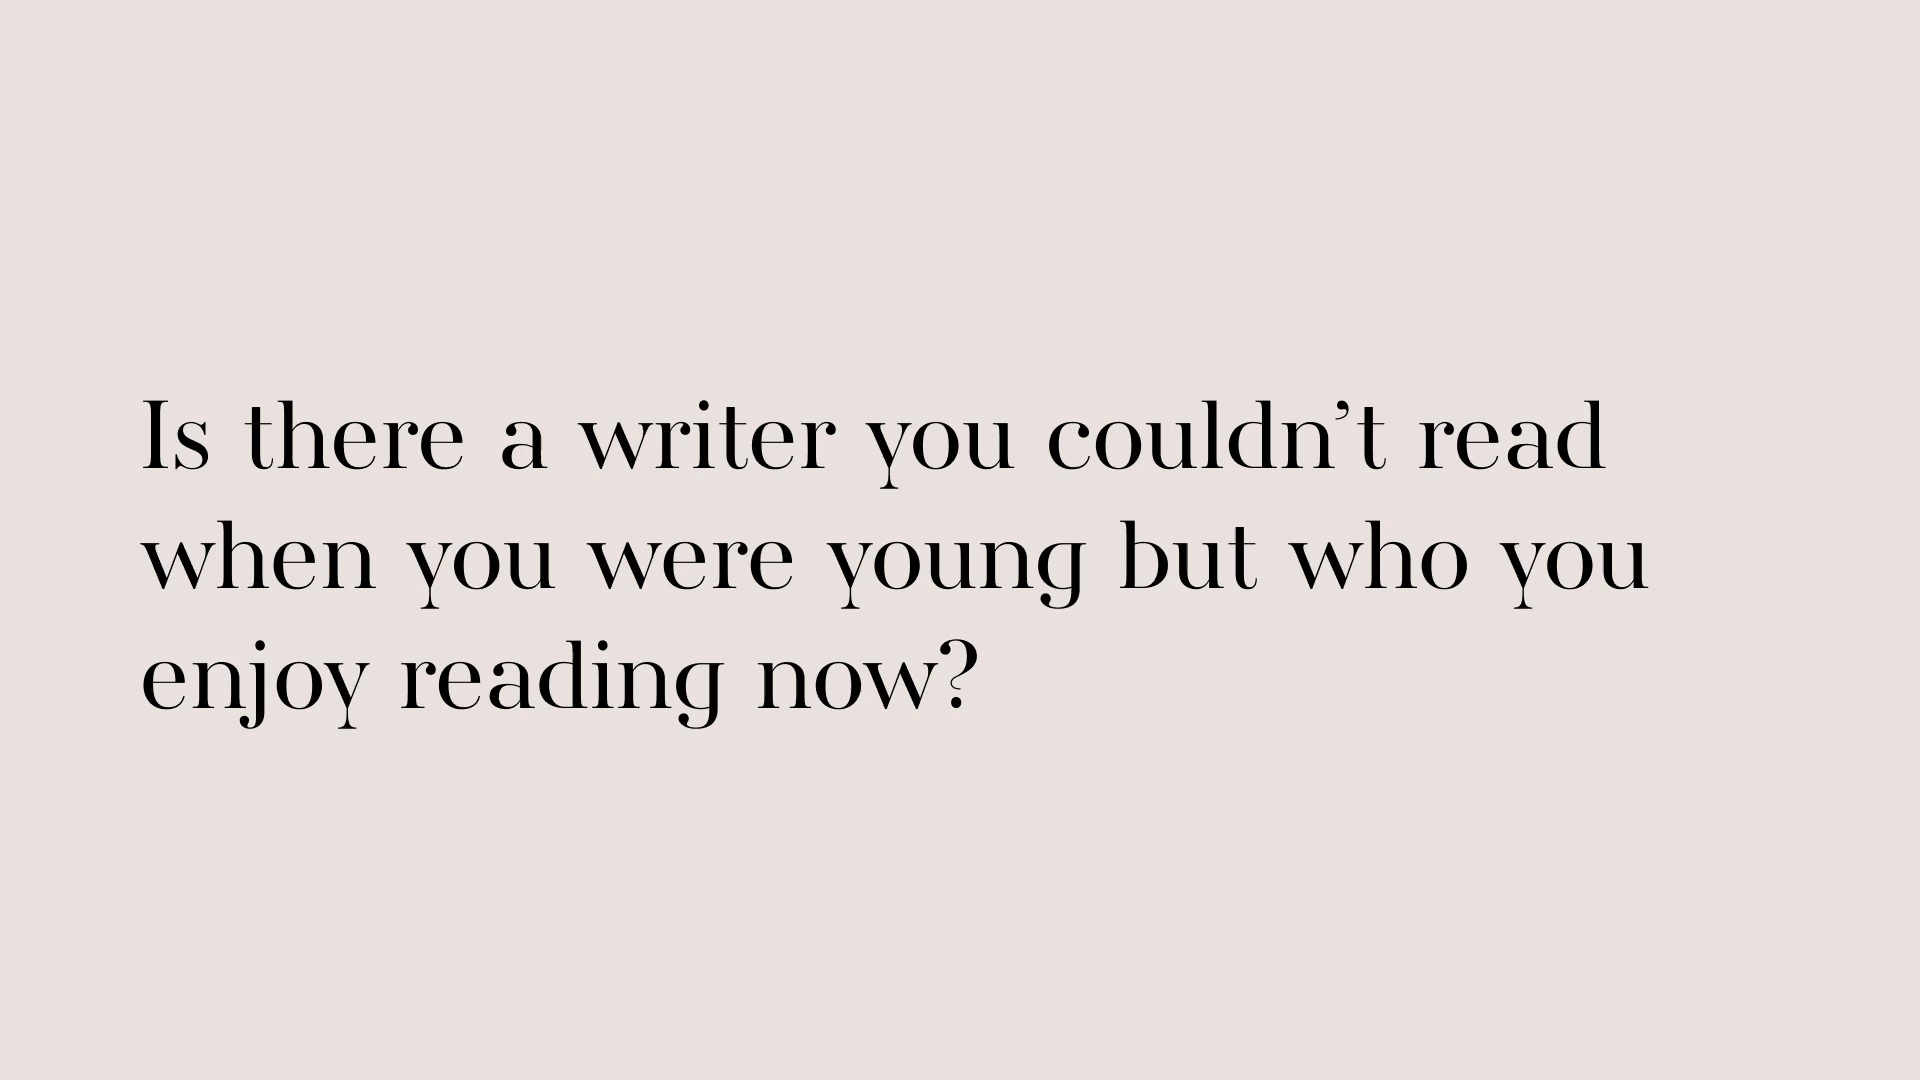 Is there a writer you couldn’t read
when you were young but who you
enjoy reading now?